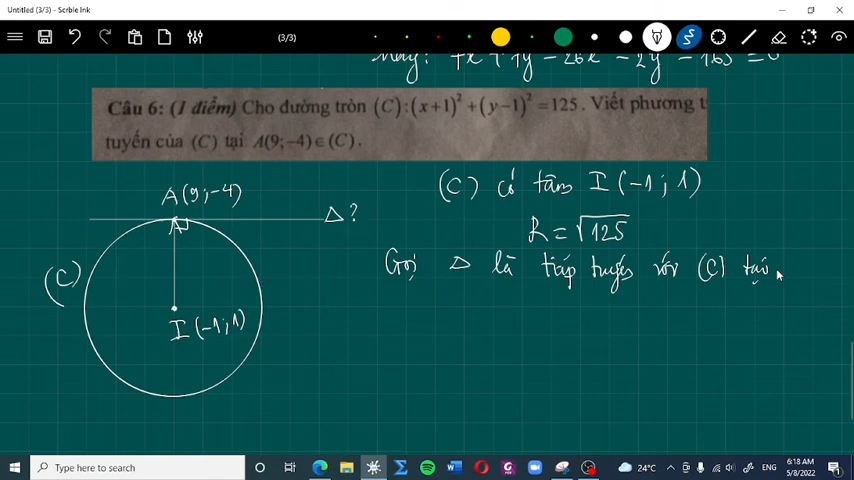 Untitled (3/3) - Scrble Ink
(3/3)
Câu 6: (1 điểm) Cho đường tròn (C):(x+1)² +(y−1)² =125. Viết phương t
tuyến của (C) tại A(9;−4)∈(C).
A(9;-4)
Δ?
(C)
I(-1;1)
(C) có tâm I(-1;1)
R = √125
Gọi Δ là tiếp tuyến với (C) tại
Type here to search
24°C
ENG
6:18 AM
5/8/2022